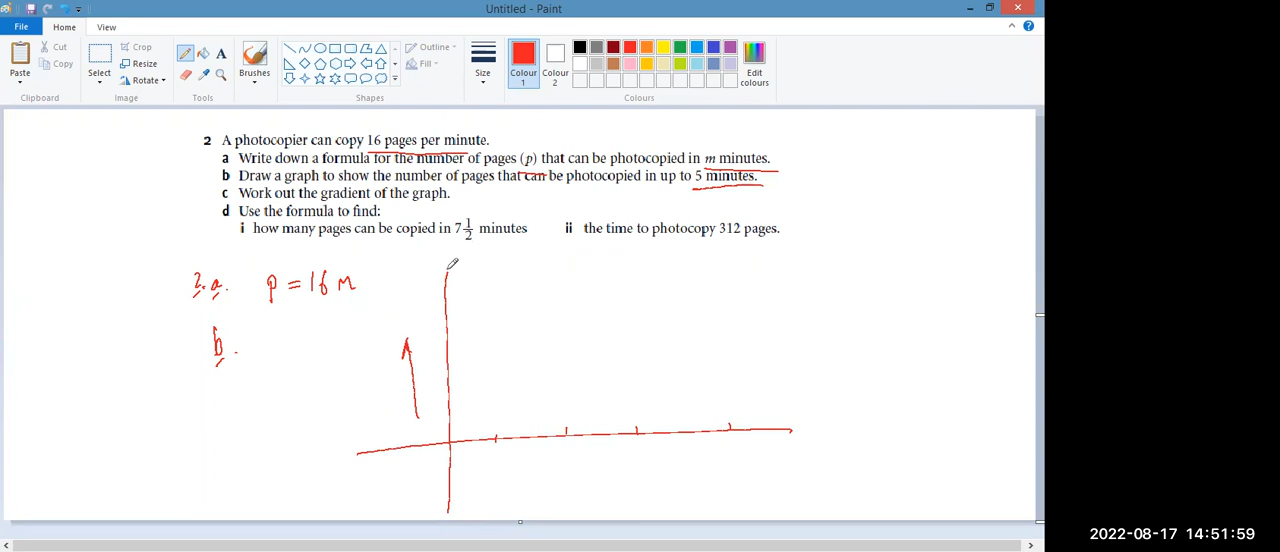 Untitled - Paint
File Home View
Paste
Cut
Copy
Clipboard
Select
Crop
Resize
Rotate
Image
A
Tools
Brushes
Outline
Fill
Shapes
Size
Colour 1
Colour 2
Edit colours
Colours
2 A photocopier can copy 16 pages per minute.
a Write down a formula for the number of pages (p) that can be photocopied in m minutes.
b Draw a graph to show the number of pages that can be photocopied in up to 5 minutes.
c Work out the gradient of the graph.
d Use the formula to find:
i how many pages can be copied in 7 1/2 minutes ii the time to photocopy 312 pages.
2. a. p = 16 m
b.
2022-08-17 14:51:59